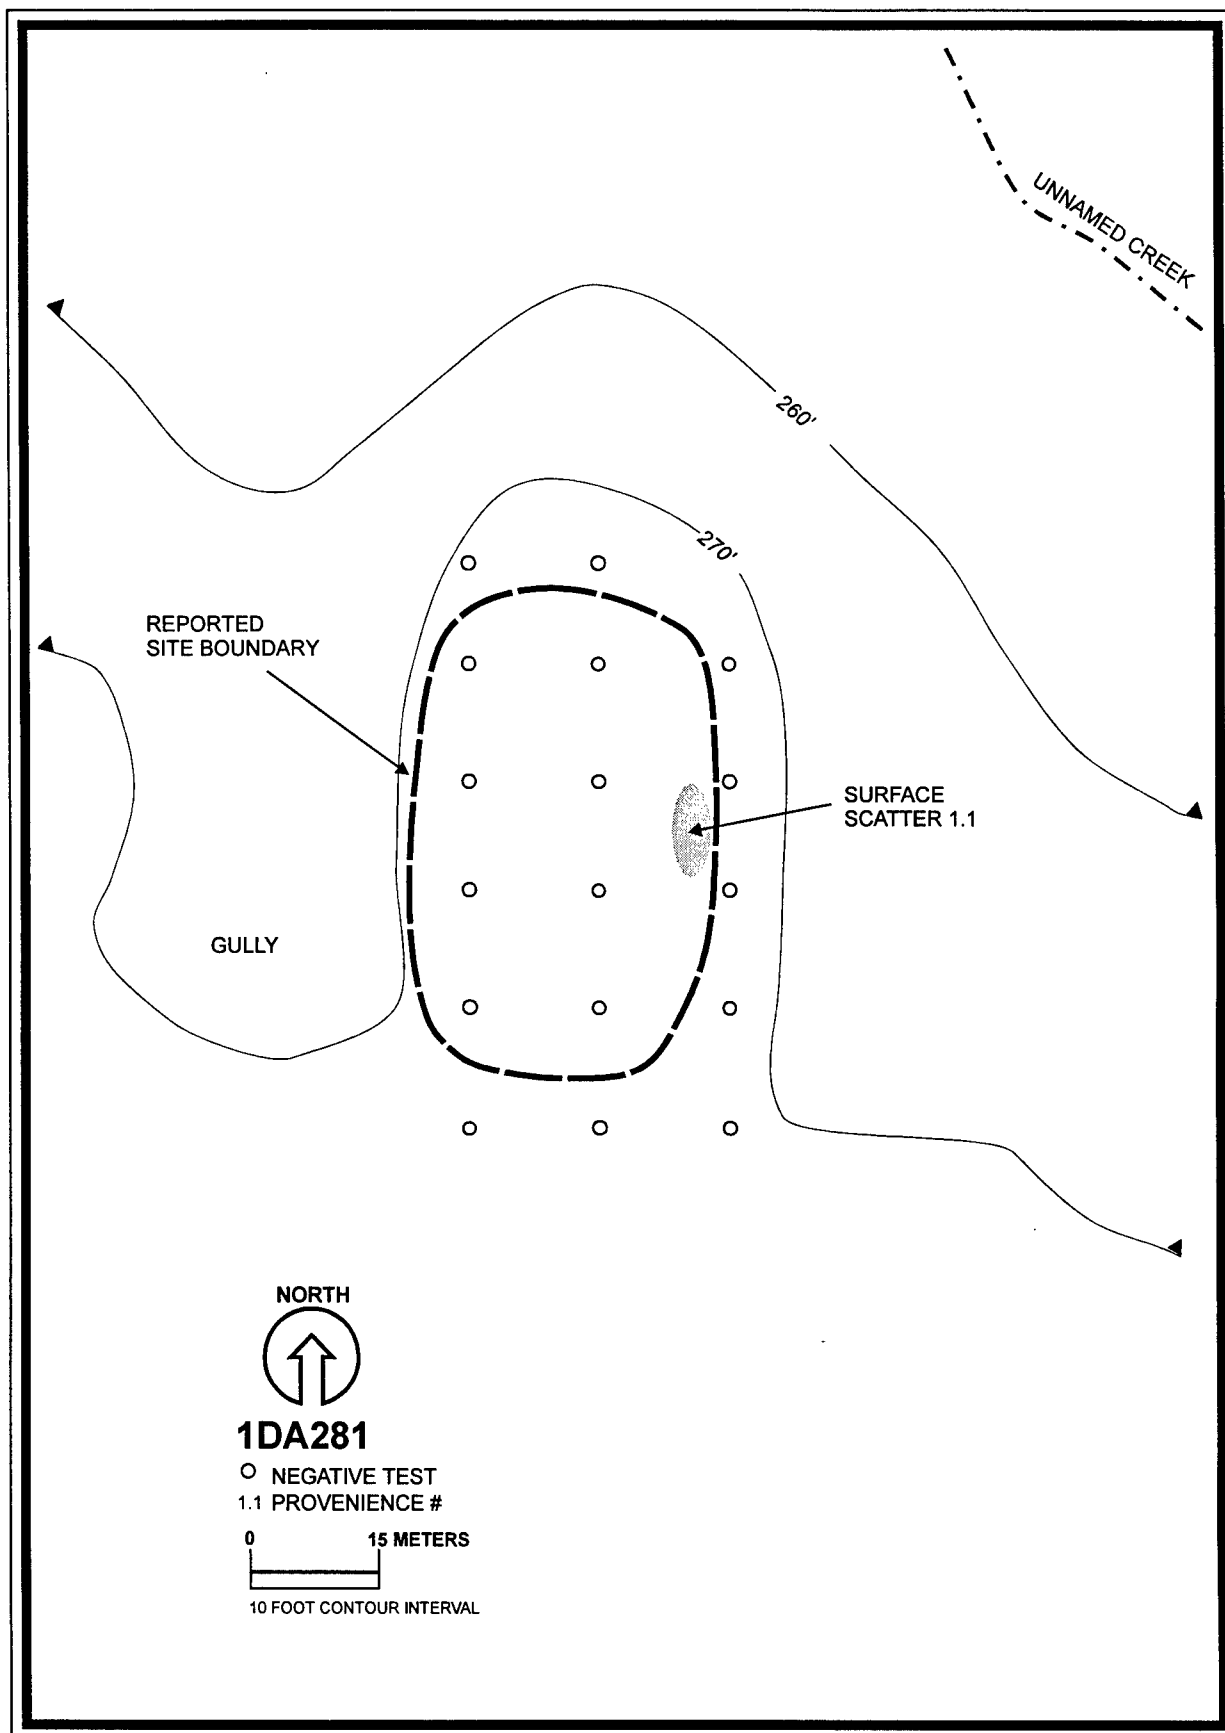 UNNAMED CREEK
260'
270'
REPORTED
SITE BOUNDARY
SURFACE
SCATTER 1.1
GULLY
NORTH
1DA281
NEGATIVE TEST
1.1 PROVENIENCE #
0 15 METERS
10 FOOT CONTOUR INTERVAL